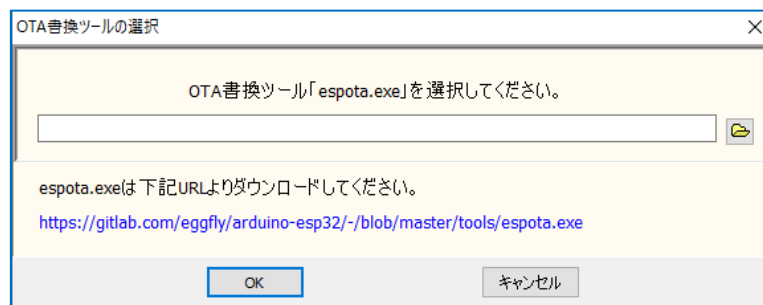 OTA書換ツールの選択
OTA書換ツール「espota.exe」を選択してください。
espota.exeは下記URLよりダウンロードしてください。
https://gitlab.com/eggfly/arduino-esp32/-/blob/master/tools/espota.exe
OK
キャンセル